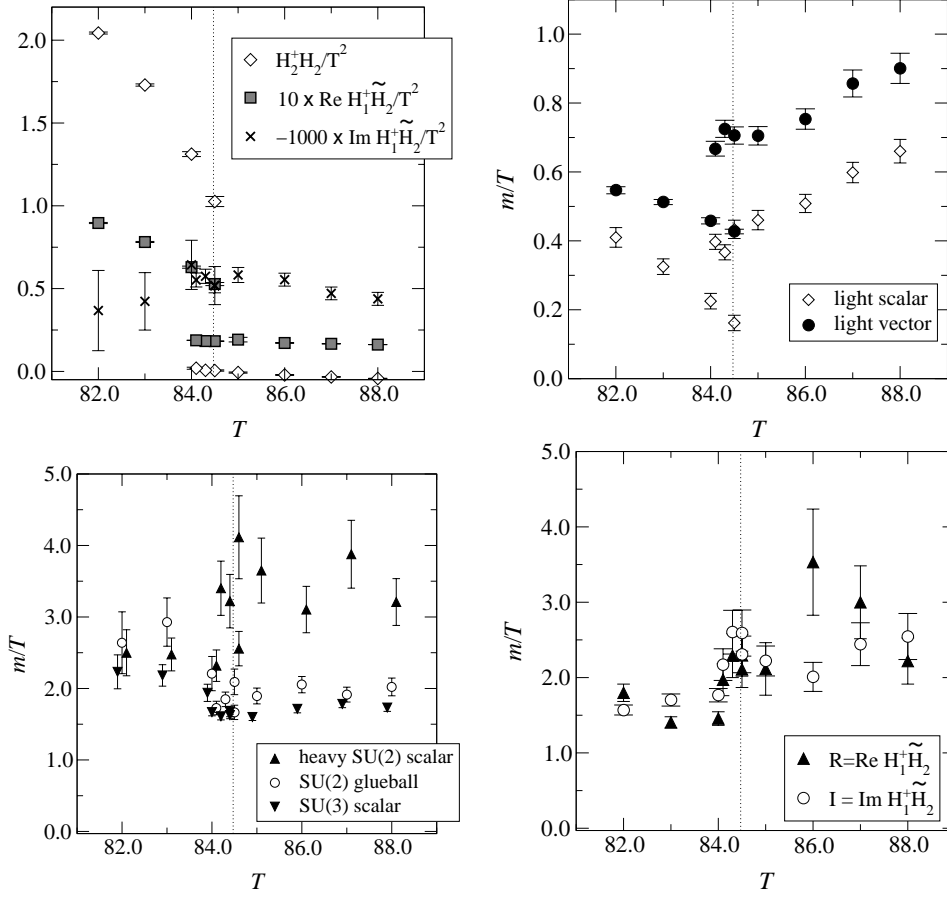 2.0
1.5
1.0
0.5
0.0
82.0 84.0 86.0 88.0
T
H₂⁺H₂/T²
10 x Re H₁⁺H̃₂/T²
−1000 x Im H₁⁺H̃₂/T²
1.0
0.8
0.6
0.4
0.2
0.0
m/T
82.0 84.0 86.0 88.0
T
light scalar
light vector
5.0
4.0
3.0
2.0
1.0
0.0
m/T
82.0 84.0 86.0 88.0
T
heavy SU(2) scalar
SU(2) glueball
SU(3) scalar
5.0
4.0
3.0
2.0
1.0
0.0
m/T
82.0 84.0 86.0 88.0
T
R=Re H₁⁺H̃₂
I = Im H₁⁺H̃₂